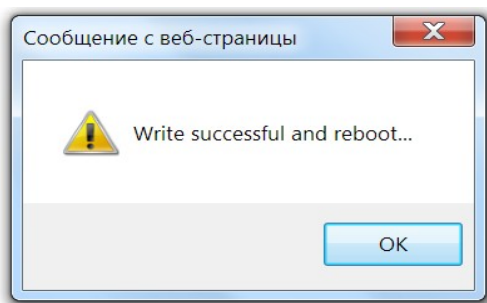 Сообщение с веб-страницы
Write successful and reboot...
OK